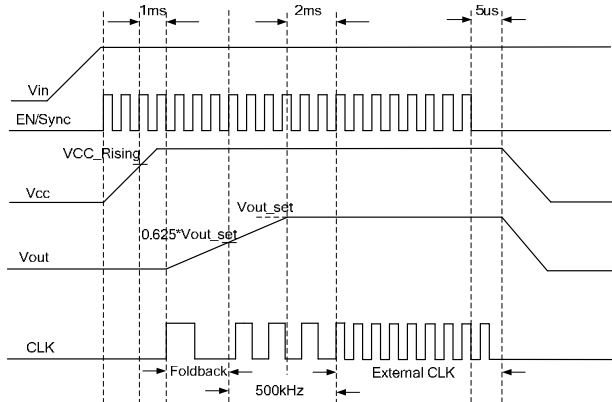 1ms
2ms
5us
Vin
EN/Sync
VCC_Rising
Vcc
Vout_set
0.625*Vout_set
Vout
CLK
Foldback
External CLK
500kHz